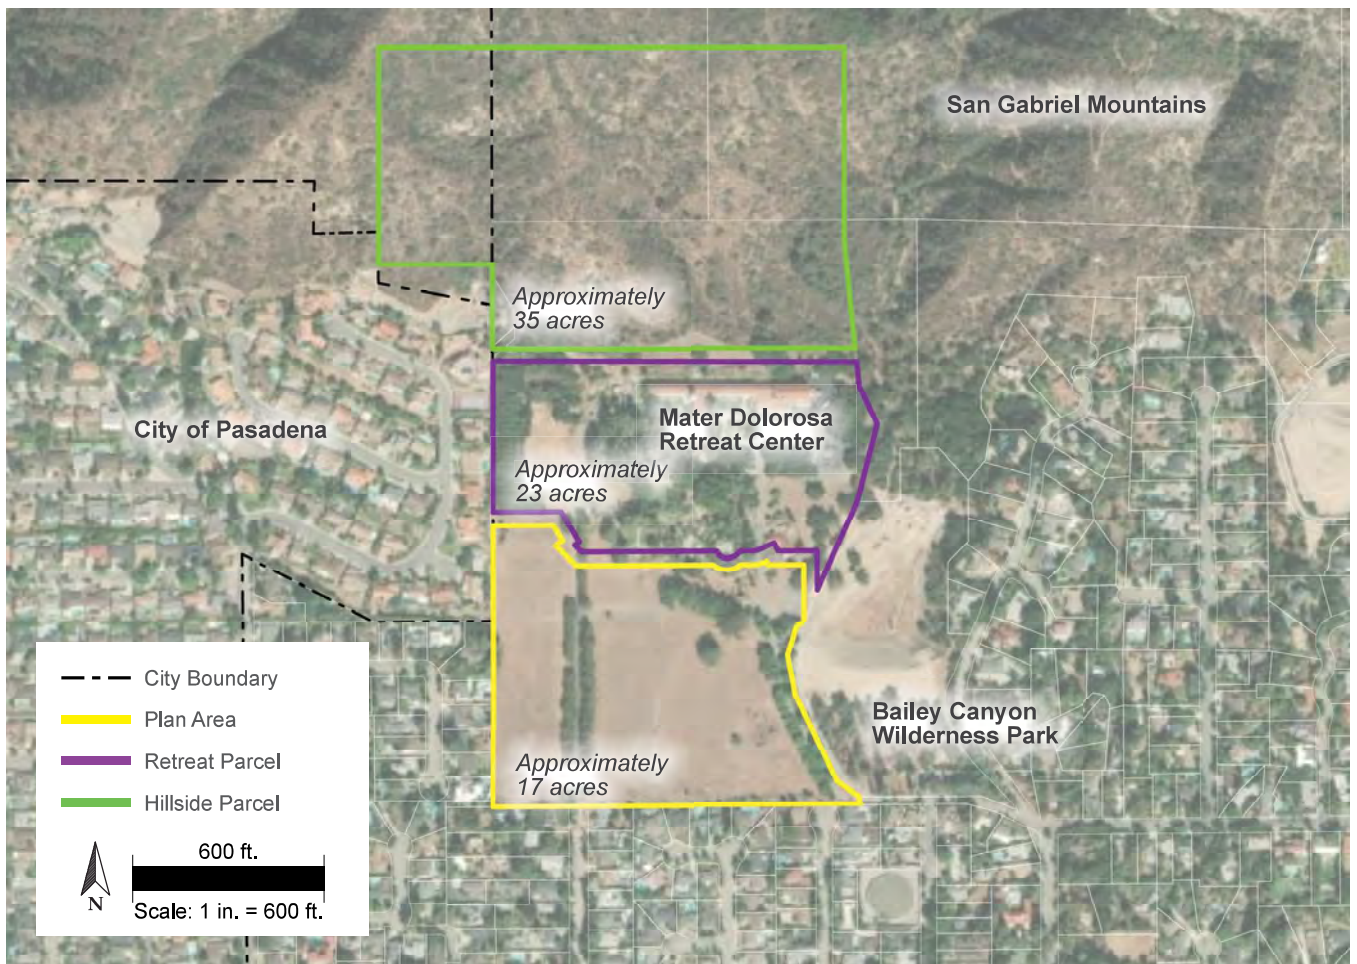 San Gabriel Mountains
Approximately
35 acres
City of Pasadena
Mater Dolorosa
Retreat Center
Approximately
23 acres
Bailey Canyon
Wilderness Park
Approximately
17 acres
City Boundary
Plan Area
Retreat Parcel
Hillside Parcel
600 ft.
N
Scale: 1 in. = 600 ft.